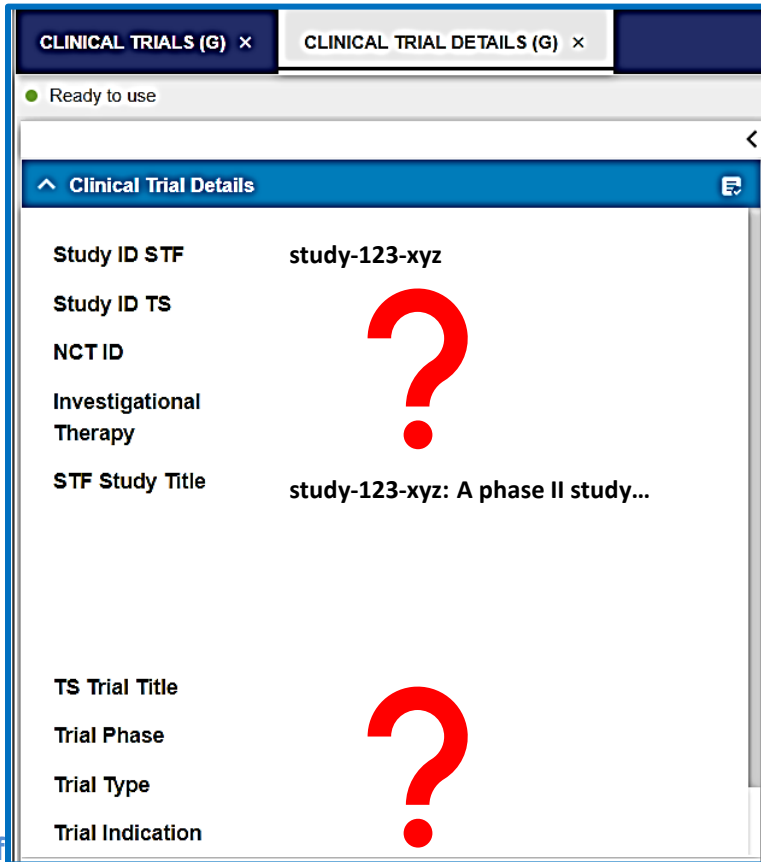 CLINICAL TRIALS (G) × CLINICAL TRIAL DETAILS (G) ×
Ready to use
Clinical Trial Details
Study ID STF study-123-xyz
Study ID TS
NCT ID
Investigational
Therapy
?
STF Study Title study-123-xyz: A phase II study...
TS Trial Title
Trial Phase
Trial Type
Trial Indication
?